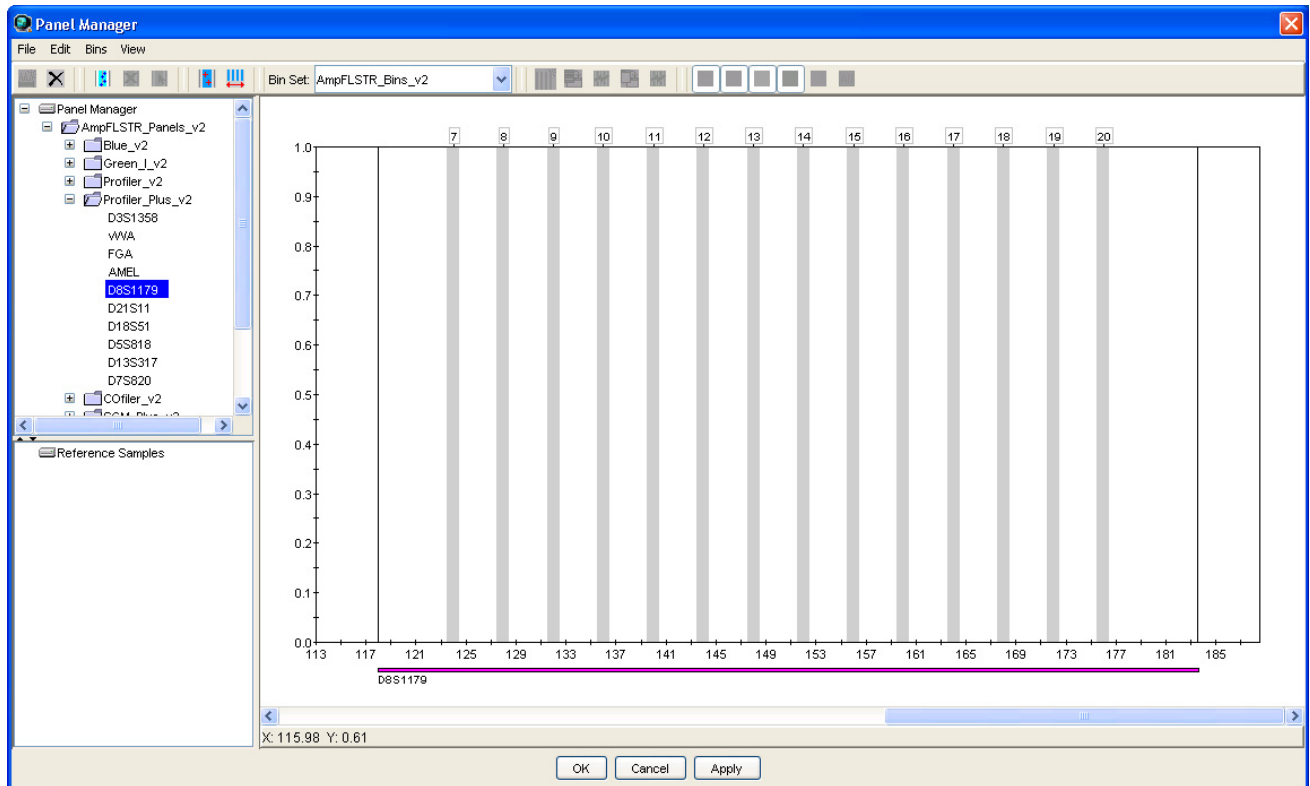 Panel Manager
File Edit Bins View
Bin Set: AmpFLSTR_Bins_v2
Panel Manager
AmpFLSTR_Panels_v2
Blue_v2
Green_I_v2
Profiler_v2
Profiler_Plus_v2
D3S1358
vWA
FGA
AMEL
D8S1179
D21S11
D18S51
D5S818
D13S317
D7S820
COfiler_v2
Reference Samples
7 8 9 10 11 12 13 14 15 16 17 18 19 20
1.0
0.9
0.8
0.7
0.6
0.5
0.4
0.3
0.2
0.1
0.0
113 117 121 125 129 133 137 141 145 149 153 157 161 165 169 173 177 181 185
D8S1179
X: 115.98 Y: 0.61
OK Cancel Apply